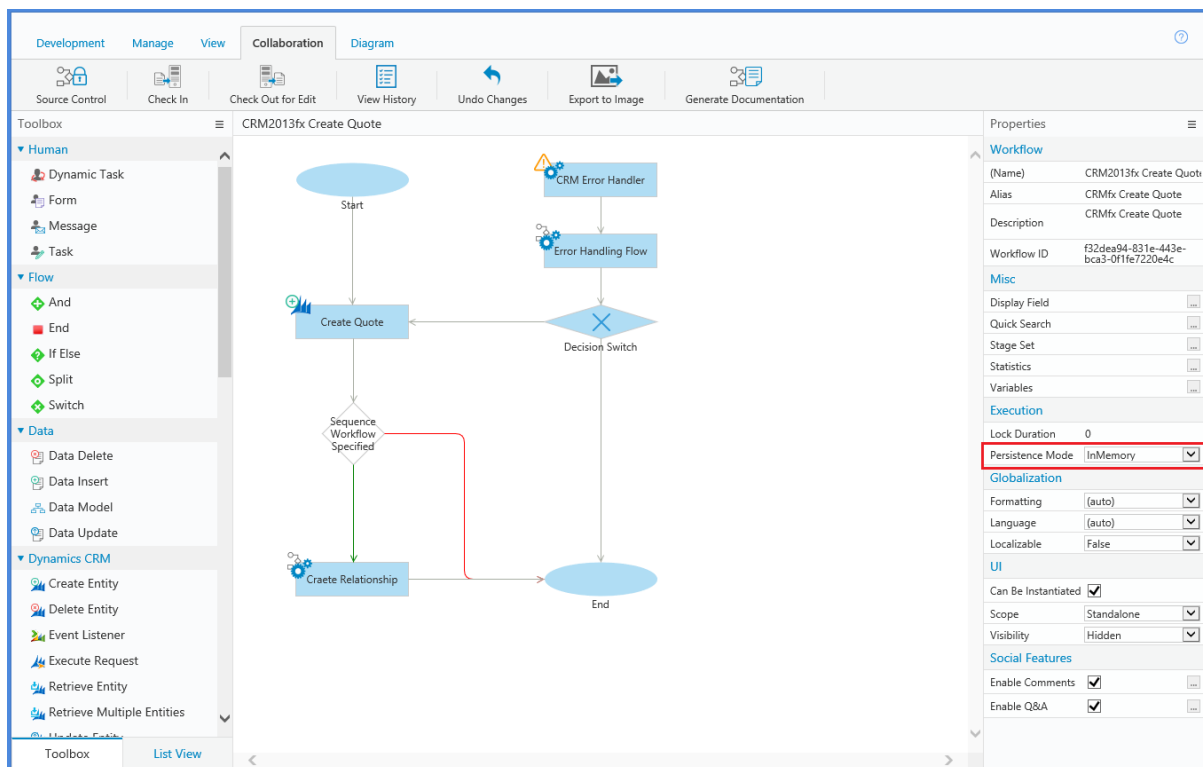 Development Manage View Collaboration Diagram
Source Control Check In Check Out for Edit View History Undo Changes Export to Image Generate Documentation
Toolbox
Human
Dynamic Task
Form
Message
Task
Flow
And
End
If Else
Split
Switch
Data
Data Delete
Data Insert
Data Model
Data Update
Dynamics CRM
Create Entity
Delete Entity
Event Listener
Execute Request
Retrieve Entity
Retrieve Multiple Entities
Update Entity
Toolbox List View
CRM2013fx Create Quote
Start
CRM Error Handler
Error Handling Flow
Create Quote
Decision Switch
Sequence
Workflow
Specified
Craete Relationship
End
Properties
Workflow
(Name) CRM2013fx Create Quote
Alias CRMfx Create Quote
Description CRMfx Create Quote
Workflow ID f32dea94-831e-443e-
bca3-0f1fe7220e4c
Misc
Display Field ...
Quick Search ...
Stage Set ...
Statistics ...
Variables ...
Execution
Lock Duration 0
Persistence Mode InMemory
Globalization
Formatting (auto)
Language (auto)
Localizable False
UI
Can Be Instantiated
Scope Standalone
Visibility Hidden
Social Features
Enable Comments ...
Enable Q&A ...